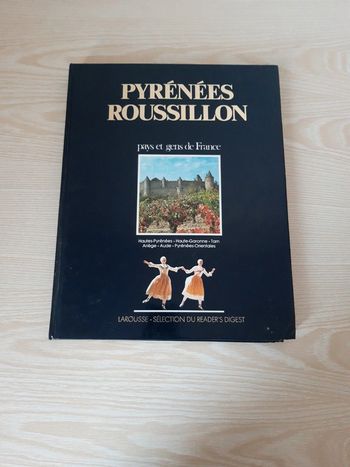 PYRÉNÉES
ROUSSILLON
pays et gens de France
Hautes-Pyrénées - Haute-Garonne - Tarn
Ariège - Aude - Pyrénées-Orientales
LAROUSSE - SÉLECTION DU READER'S DIGEST